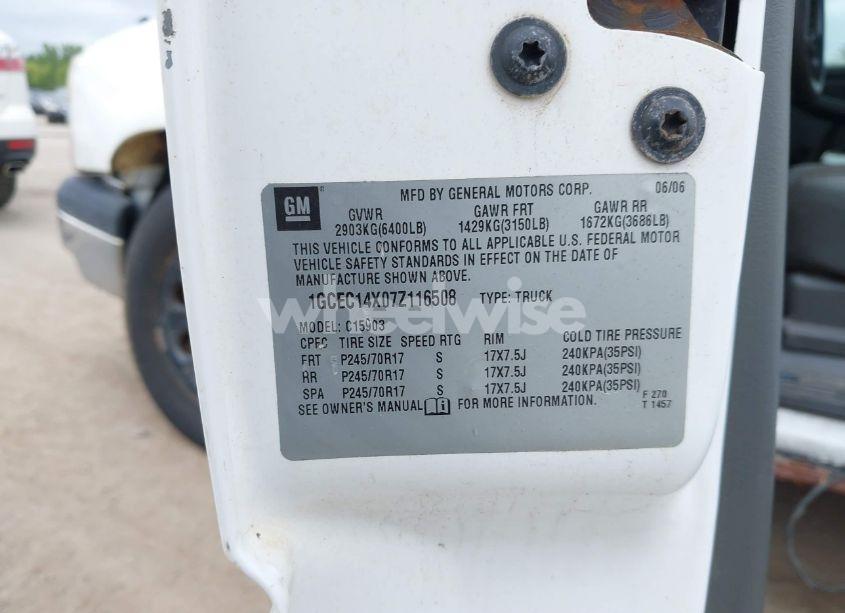 GM
MFD BY GENERAL MOTORS CORP. 06/06
GVWR GAWR FRT GAWR RR
2903KG(6400LB) 1429KG(3150LB) 1672KG(3686LB)
THIS VEHICLE CONFORMS TO ALL APPLICABLE U.S. FEDERAL MOTOR
VEHICLE SAFETY STANDARDS IN EFFECT ON THE DATE OF
MANUFACTURE SHOWN ABOVE.
1GCEC14X07Z116508 TYPE: TRUCK
wheelwise
MODEL: C15903
CPEC TIRE SIZE SPEED RTG RIM COLD TIRE PRESSURE
FRT P245/70R17 S 17X7.5J 240KPA(35PSI)
RR P245/70R17 S 17X7.5J 240KPA(35PSI)
SPA P245/70R17 S 17X7.5J 240KPA(35PSI)
SEE OWNER'S MANUAL FOR MORE INFORMATION.
F 270
T 1457